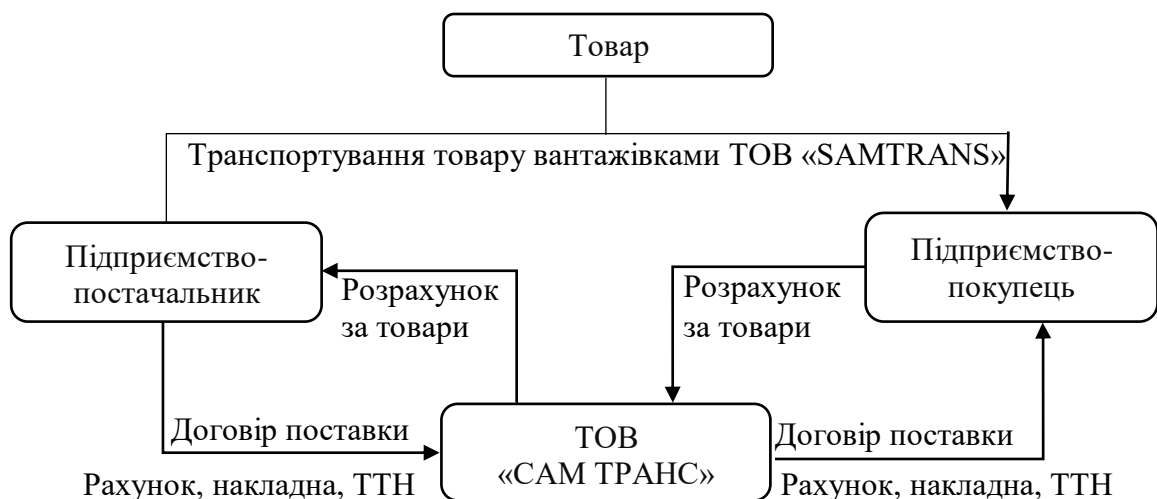 Товар
Транспортування товару вантажівками ТОВ «SAMTRANS»
Підприємство-
постачальник
Розрахунок
за товари
Розрахунок
за товари
Підприємство-
покупець
Договір поставки
Рахунок, накладна, ТТН
ТОВ
«САМ ТРАНС»
Договір поставки
Рахунок, накладна, ТТН